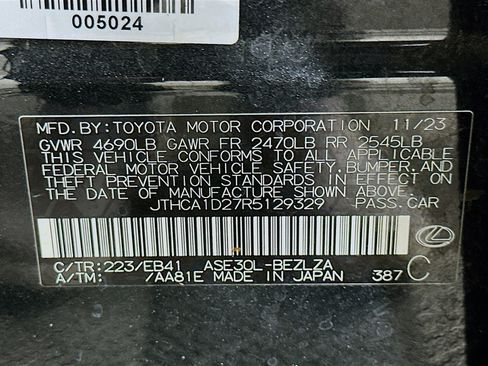 005024
MFD.BY:TOYOTA MOTOR CORPORATION 11/23
GVWR 4690LB GAWR FR 2470LB RR 2545LB
THIS VEHICLE CONFORMS TO ALL APPLICABLE
FEDERAL MOTOR VEHICLE SAFETY,BUMPER,AND
THEFT PREVENTION STANDARDS IN EFFECT ON
THE DATE OF MANUFACTURE SHOWN ABOVE.
JTHCA1D27R5129329 PASS.CAR
C/TR:223/EB41 ASE30L-BEZLZA
A/TM: /AA81E MADE IN JAPAN 387 C